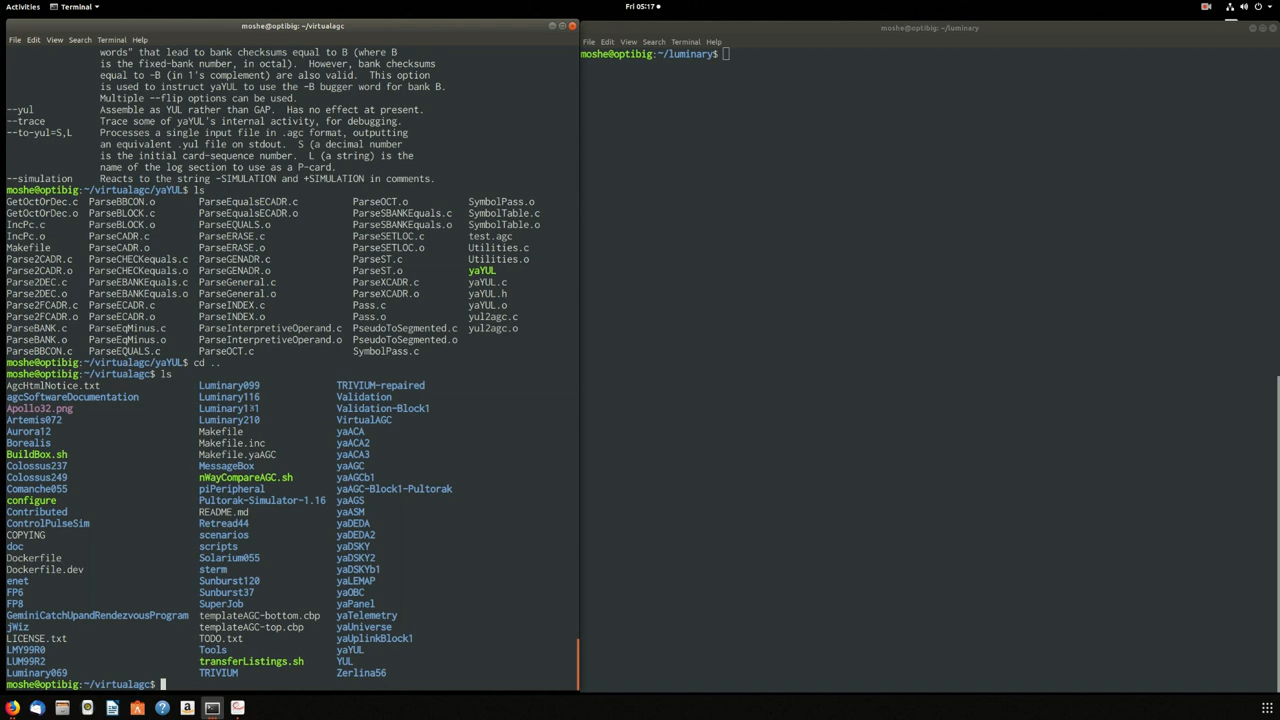 Activities Terminal Fri 05:17
moshe@optibig: ~/virtualagc
File Edit View Search Terminal Help
words" that lead to bank checksums equal to B (where B
is the fixed-bank number, in octal). However, bank checksums
equal to -B (in 1's complement) are also valid. This option
is used to instruct yaYUL to use the -B bugger word for bank B.
Multiple --flip options can be used.
--yul Assemble as YUL rather than GAP. Has no effect at present.
--trace Trace some of yaYUL's internal activity, for debugging.
--to-yul=S,L Processes a single input file in .agc format, outputting
an equivalent .yul file on stdout. S (a decimal number
is the initial card-sequence number. L (a string) is the
name of the log section to use as a P-card.
--simulation Reacts to the string -SIMULATION and +SIMULATION in comments.
moshe@optibig:~/virtualagc/yaYUL$ ls
GetOctOrDec.c ParseBBCON.o ParseEqualsECADR.c ParseOCT.o SymbolPass.o
GetOctOrDec.o ParseBLOCK.c ParseEqualsECADR.o ParseSBANKEquals.c SymbolTable.c
IncPc.c ParseBLOCK.o ParseEQUALS.o ParseSBANKEquals.o SymbolTable.o
IncPc.o ParseCADR.c ParseERASE.c ParseSETLOC.c test.agc
Makefile ParseCADR.o ParseERASE.o ParseSETLOC.o Utilities.c
Parse2CADR.c ParseCHECKequals.c ParseGENADR.c ParseST.c Utilities.o
Parse2CADR.o ParseCHECKequals.o ParseGENADR.o ParseST.o yaYUL
Parse2DEC.c ParseEBANKEquals.c ParseGeneral.c ParseXCADR.c yaYUL.c
Parse2DEC.o ParseEBANKEquals.o ParseGeneral.o ParseXCADR.o yaYUL.h
Parse2FCADR.c ParseECADR.c ParseINDEX.c Pass.c yaYUL.o
Parse2FCADR.o ParseECADR.o ParseINDEX.o Pass.o yul2agc.c
ParseBANK.c ParseEqMinus.c ParseInterpretiveOperand.c PseudoToSegmented.c yul2agc.o
ParseBANK.o ParseEqMinus.o ParseInterpretiveOperand.o PseudoToSegmented.o
ParseBBCON.c ParseEQUALS.c ParseOCT.c SymbolPass.c
moshe@optibig:~/virtualagc/yaYUL$ cd ..
moshe@optibig:~/virtualagc$ ls
AgcHtmlNotice.txt Luminary099 TRIVIUM-repaired
agcSoftwareDocumentation Luminary116 Validation
Apollo32.png Luminary131 Validation-Block1
Artemis072 Luminary210 VirtualAGC
Aurora12 Makefile yaACA
Borealis Makefile.inc yaACA2
BuildBox.sh Makefile.yaAGC yaACA3
Colossus237 MessageBox yaAGC
Colossus249 nWayCompareAGC.sh yaAGCb1
Comanche055 piPeripheral yaAGC-Block1-Pultorak
configure Pultorak-Simulator-1.16 yaAGS
Contributed README.md yaASM
ControlPulseSim Retread44 yaDEDA
COPYING scenarios yaDEDA2
doc scripts yaDSKY
Dockerfile Solarium055 yaDSKY2
Dockerfile.dev sterm yaDSKYb1
enet Sunburst120 yaLEMAP
FP6 Sunburst37 yaOBC
FP8 SuperJob yaPanel
GeminiCatchUpandRendezvousProgram templateAGC-bottom.cbp yaTelemetry
jWiz templateAGC-top.cbp yaUniverse
LICENSE.txt TODO.txt yaUplinkBlock1
LMY99R0 Tools yaYUL
LUM99R2 transferListings.sh YUL
Luminary069 TRIVIUM Zerlina56
moshe@optibig:~/virtualagc$
moshe@optibig: ~/luminary
File Edit View Search Terminal Help
moshe@optibig:~/luminary$